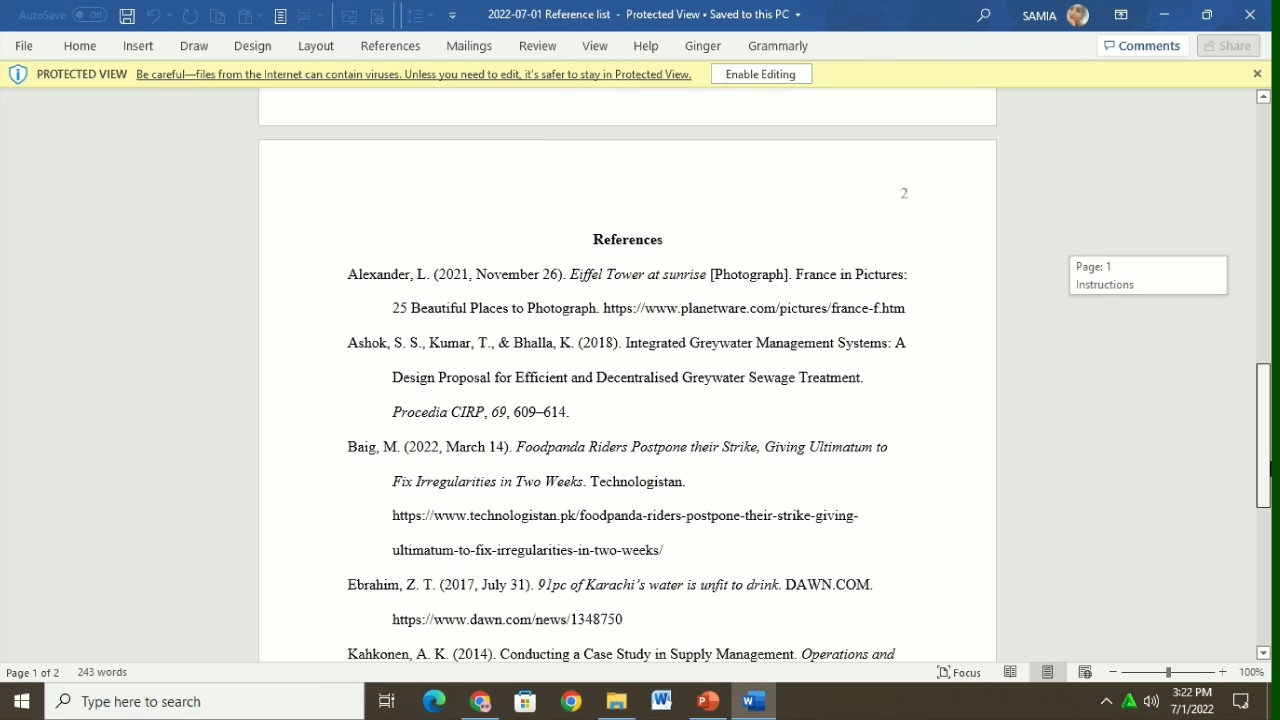 AutoSave Off 2022-07-01 Reference list - Protected View • Saved to this PC SAMIA
File Home Insert Draw Design Layout References Mailings Review View Help Ginger Grammarly Comments Share
PROTECTED VIEW Be careful—files from the Internet can contain viruses. Unless you need to edit, it's safer to stay in Protected View. Enable Editing
2
References
Alexander, L. (2021, November 26). Eiffel Tower at sunrise [Photograph]. France in Pictures:
25 Beautiful Places to Photograph. https://www.planetware.com/pictures/france-f.htm
Ashok, S. S., Kumar, T., & Bhalla, K. (2018). Integrated Greywater Management Systems: A
Design Proposal for Efficient and Decentralised Greywater Sewage Treatment.
Procedia CIRP, 69, 609–614.
Baig, M. (2022, March 14). Foodpanda Riders Postpone their Strike, Giving Ultimatum to
Fix Irregularities in Two Weeks. Technologistan.
https://www.technologistan.pk/foodpanda-riders-postpone-their-strike-giving-
ultimatum-to-fix-irregularities-in-two-weeks/
Ebrahim, Z. T. (2017, July 31). 91pc of Karachi's water is unfit to drink. DAWN.COM.
https://www.dawn.com/news/1348750
Kahkonen, A. K. (2014). Conducting a Case Study in Supply Management. Operations and
Page: 1
Instructions
Page 1 of 2 243 words Focus 100%
Type here to search 3:22 PM
7/1/2022